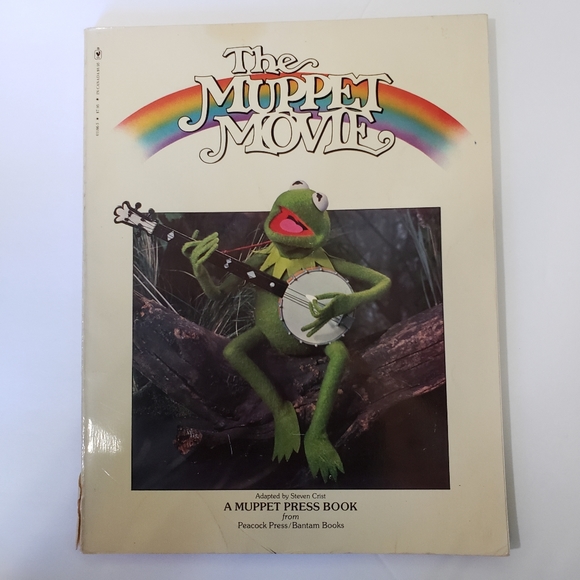 The
MUPPET
MOVIE
Adapted by Steven Crist
A MUPPET PRESS BOOK
from
Peacock Press/Bantam Books